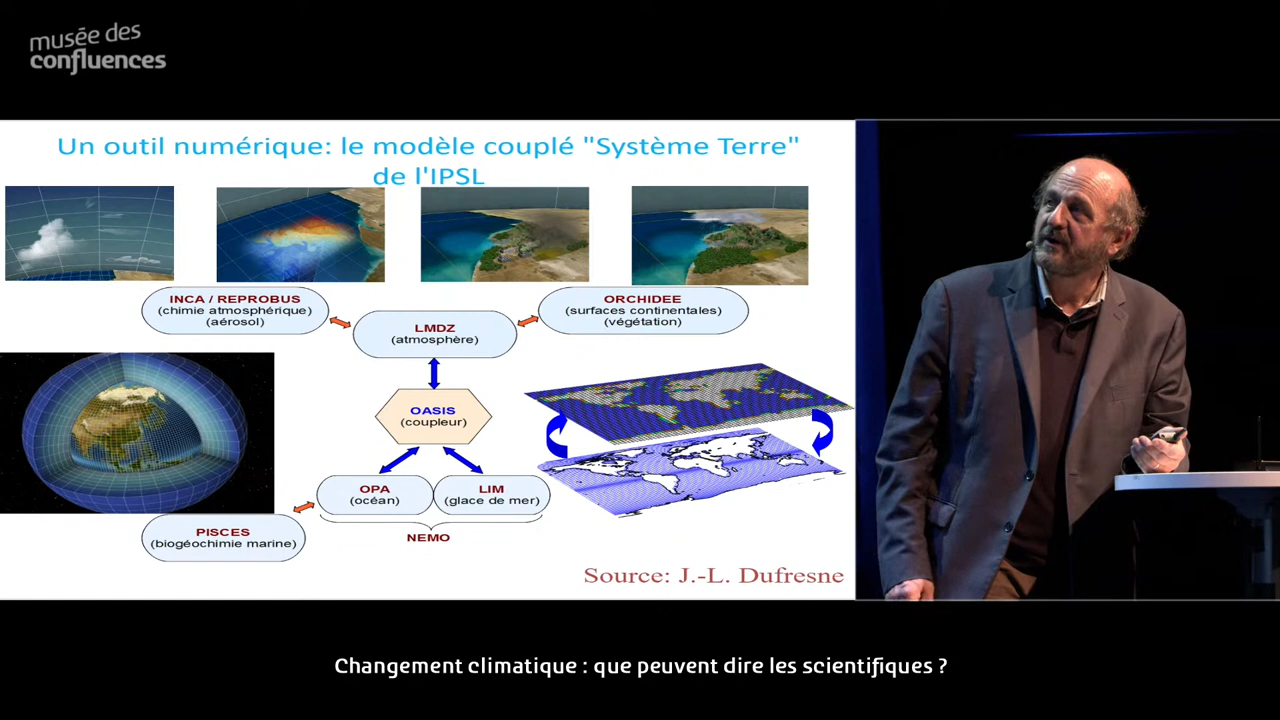 musée des
confluences
Un outil numérique: le modèle couplé "Système Terre"
de l'IPSL
INCA / REPROBUS
(chimie atmosphérique)
(aérosol)
LMDZ
(atmosphère)
ORCHIDEE
(surfaces continentales)
(végétation)
OASIS
(coupleur)
OPA
(océan)
LIM
(glace de mer)
PISCES
(biogéochimie marine)
NEMO
Source: J.-L. Dufresne
Changement climatique : que peuvent dire les scientifiques ?